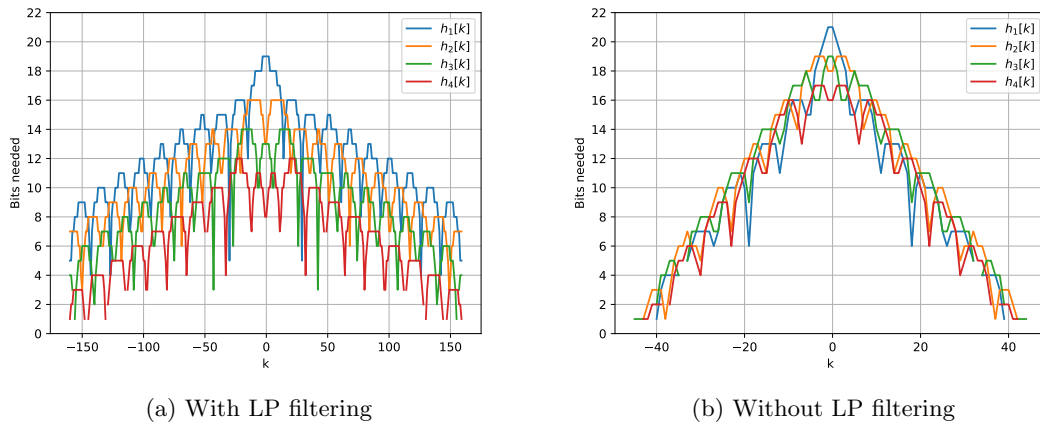 22
20
18
16
14
12
10
8
6
4
2
0
Bits needed
−150
−100
−50
0
50
100
150
k
h₁[k]
h₂[k]
h₃[k]
h₄[k]
(a) With LP filtering
22
20
18
16
14
12
10
8
6
4
2
0
Bits needed
−40
−20
0
20
40
k
h₁[k]
h₂[k]
h₃[k]
h₄[k]
(b) Without LP filtering